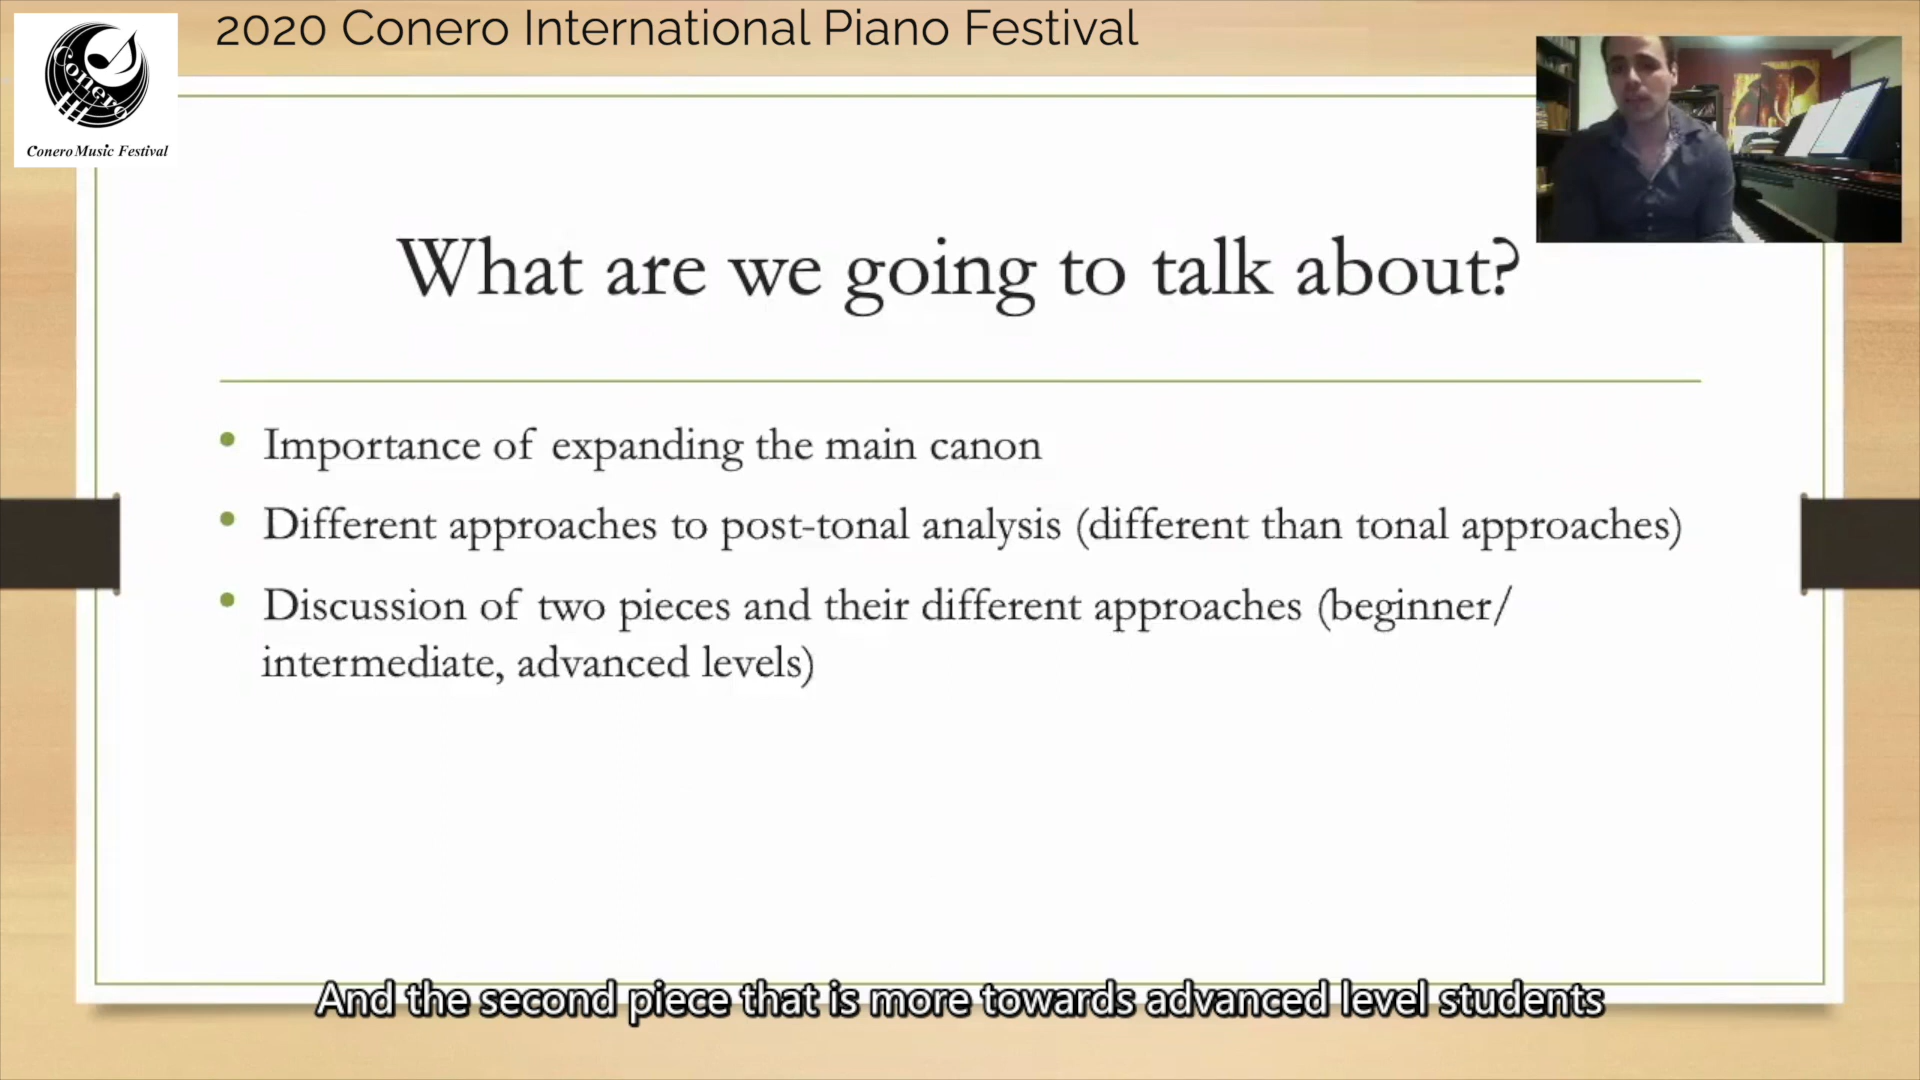 2020 Conero International Piano Festival
Conero
Conero Music Festival
What are we going to talk about?
• Importance of expanding the main canon
• Different approaches to post-tonal analysis (different than tonal approaches)
• Discussion of two pieces and their different approaches (beginner/
intermediate, advanced levels)
And the second piece that is more towards advanced level students